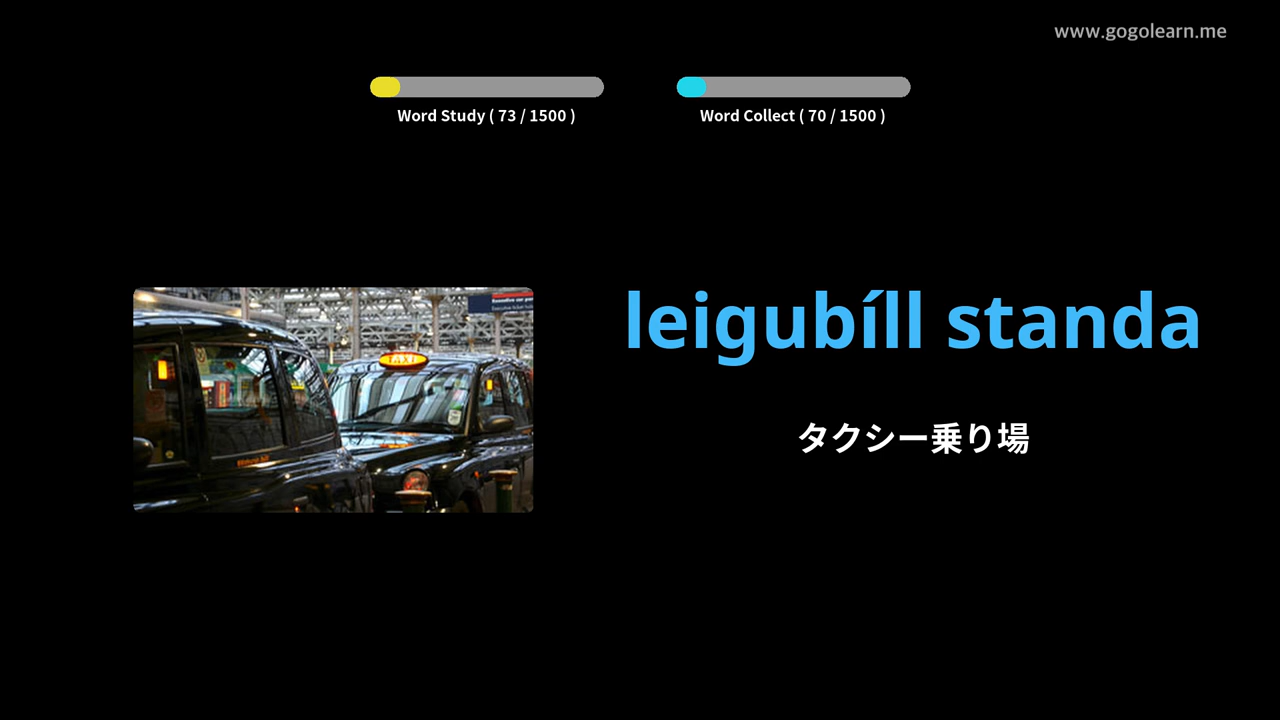 www.gogolearn.me
Word Study ( 73 / 1500 )
Word Collect ( 70 / 1500 )
leigubíll standa
タクシー乗り場
TAXI